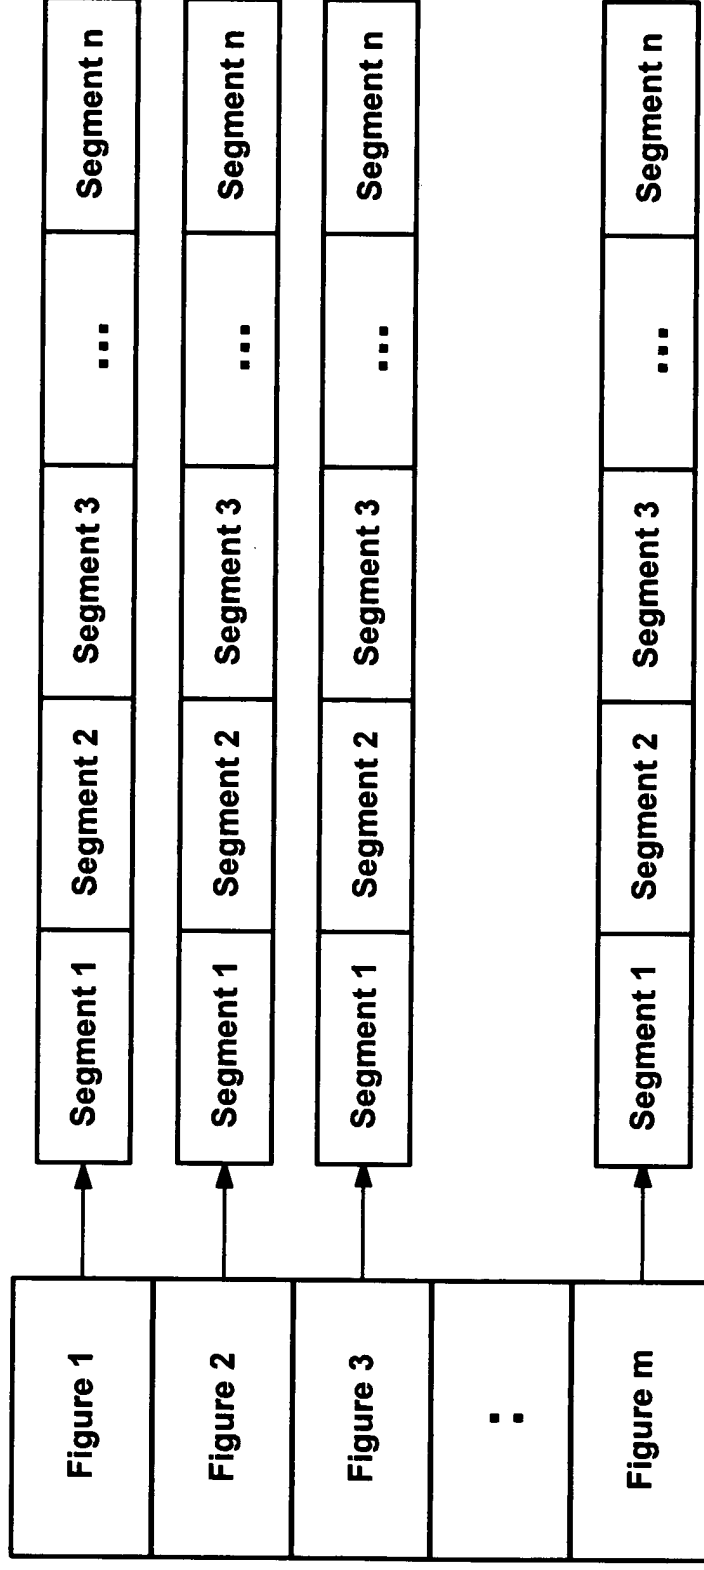 Figure 1 Segment 1 Segment 2 Segment 3 ... Segment n
Figure 2 Segment 1 Segment 2 Segment 3 ... Segment n
Figure 3 Segment 1 Segment 2 Segment 3 ... Segment n
:
Figure m Segment 1 Segment 2 Segment 3 ... Segment n